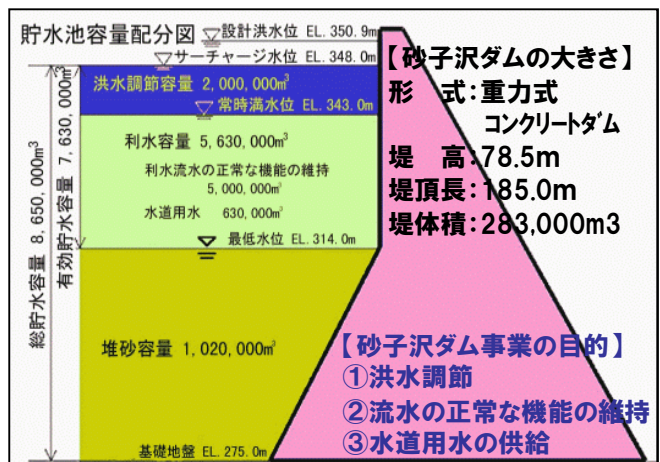 貯水池容量配分図
設計洪水位 EL.350.9m
サーチャージ水位 EL.348.0m
洪水調節容量 2,000,000m³
常時満水位 EL.343.0m
利水容量 5,630,000m³
利水流水の正常な機能の維持
5,000,000m³
水道用水 630,000m³
最低水位 EL.314.0m
堆砂容量 1,020,000m³
基礎地盤 EL.275.0m
総貯水容量 8,650,000m³
有効貯水容量 7,630,000m³
【砂子沢ダムの大きさ】
形 式:重力式
コンクリートダム
堤 高:78.5m
堤頂長:185.0m
堤体積:283,000m3
【砂子沢ダム事業の目的】
①洪水調節
②流水の正常な機能の維持
③水道用水の供給